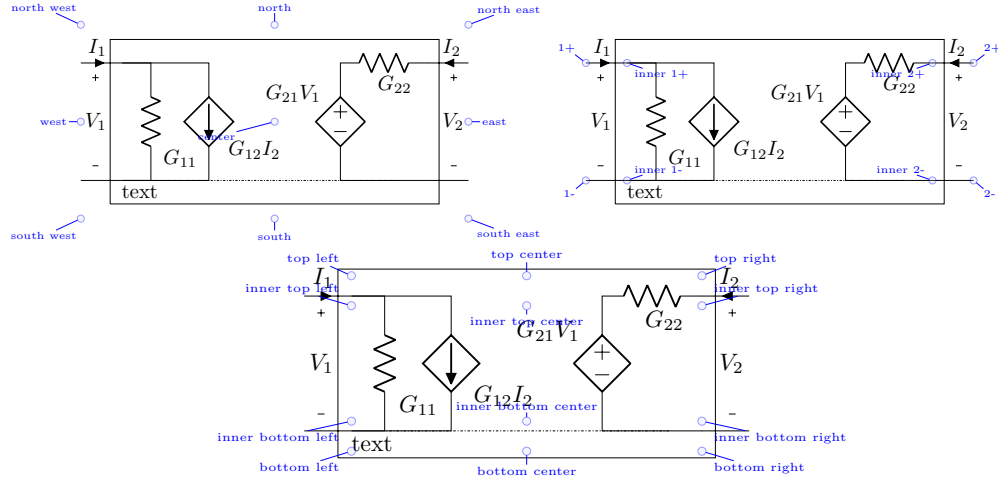 north west
north
north east
I₁
I₂
+
+
G₂₂
G₂₁V₁
+
−
west
V₁
center
V₂
east
G₁₂I₂
G₁₁
−
−
text
south west
south
south east
1+
I₁
I₂
2+
inner 1+
inner 2+
+
+
G₂₂
G₂₁V₁
+
−
V₁
V₂
G₁₂I₂
G₁₁
−
−
inner 1-
inner 2-
1-
text
2-
top left
top center
top right
I₁
I₂
inner top left
inner top right
+
+
inner top center
G₂₂
G₂₁V₁
+
−
V₁
V₂
G₁₂I₂
G₁₁
inner bottom center
−
−
inner bottom left
text
inner bottom right
bottom left
bottom center
bottom right